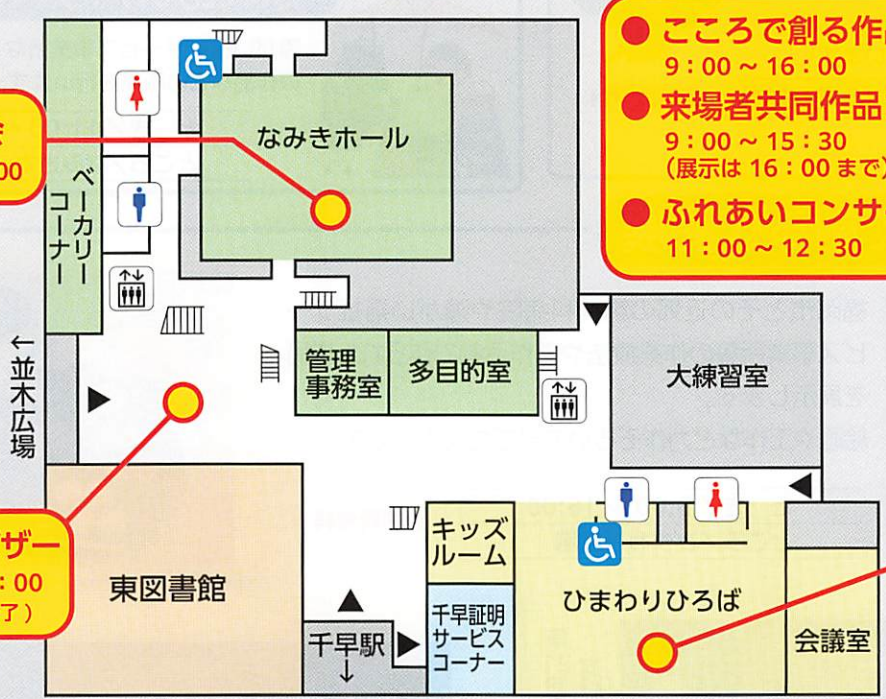 ● こころで創る作
9：00 ～ 16：00
● 来場者共同作品
9：00 ～ 15：30
（展示は 16：00 まで）
● ふれあいコンサ
11：00 ～ 12：30
なみきホール
00
ベーカリー
コーナー
←並木広場
管理
事務室
多目的室
大練習室
ザー
：00
了）
東図書館
キッズ
ルーム
千早証明
サービス
コーナー
ひまわりひろば
会議室
千早駅
↓